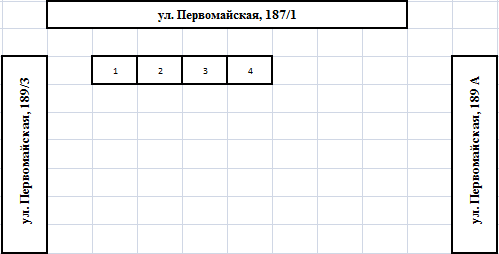 ул. Первомайская, 187/1
ул. Первомайская, 189/3
1 2 3 4
ул. Первомайская, 189 А